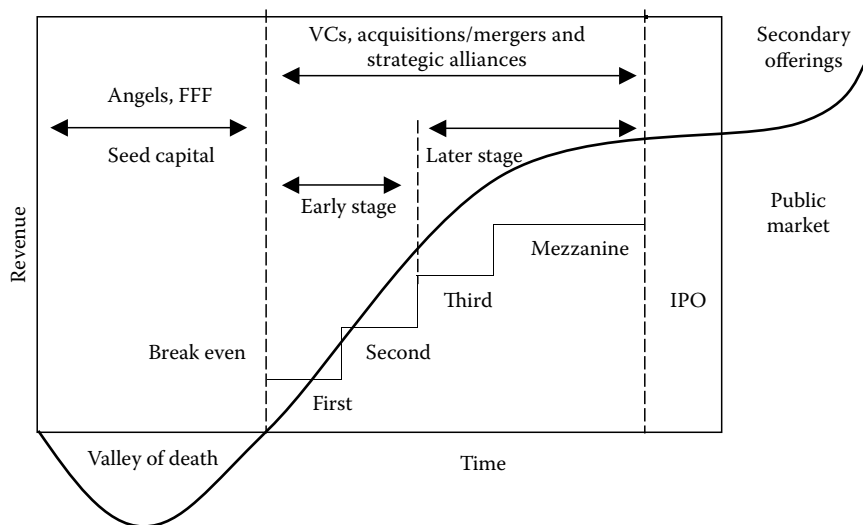 VCs, acquisitions/mergers and
strategic alliances
Secondary
offerings
Angels, FFF
Seed capital
Later stage
Early stage
Public
market
Revenue
Mezzanine
Third
IPO
Break even
Second
First
Valley of death
Time